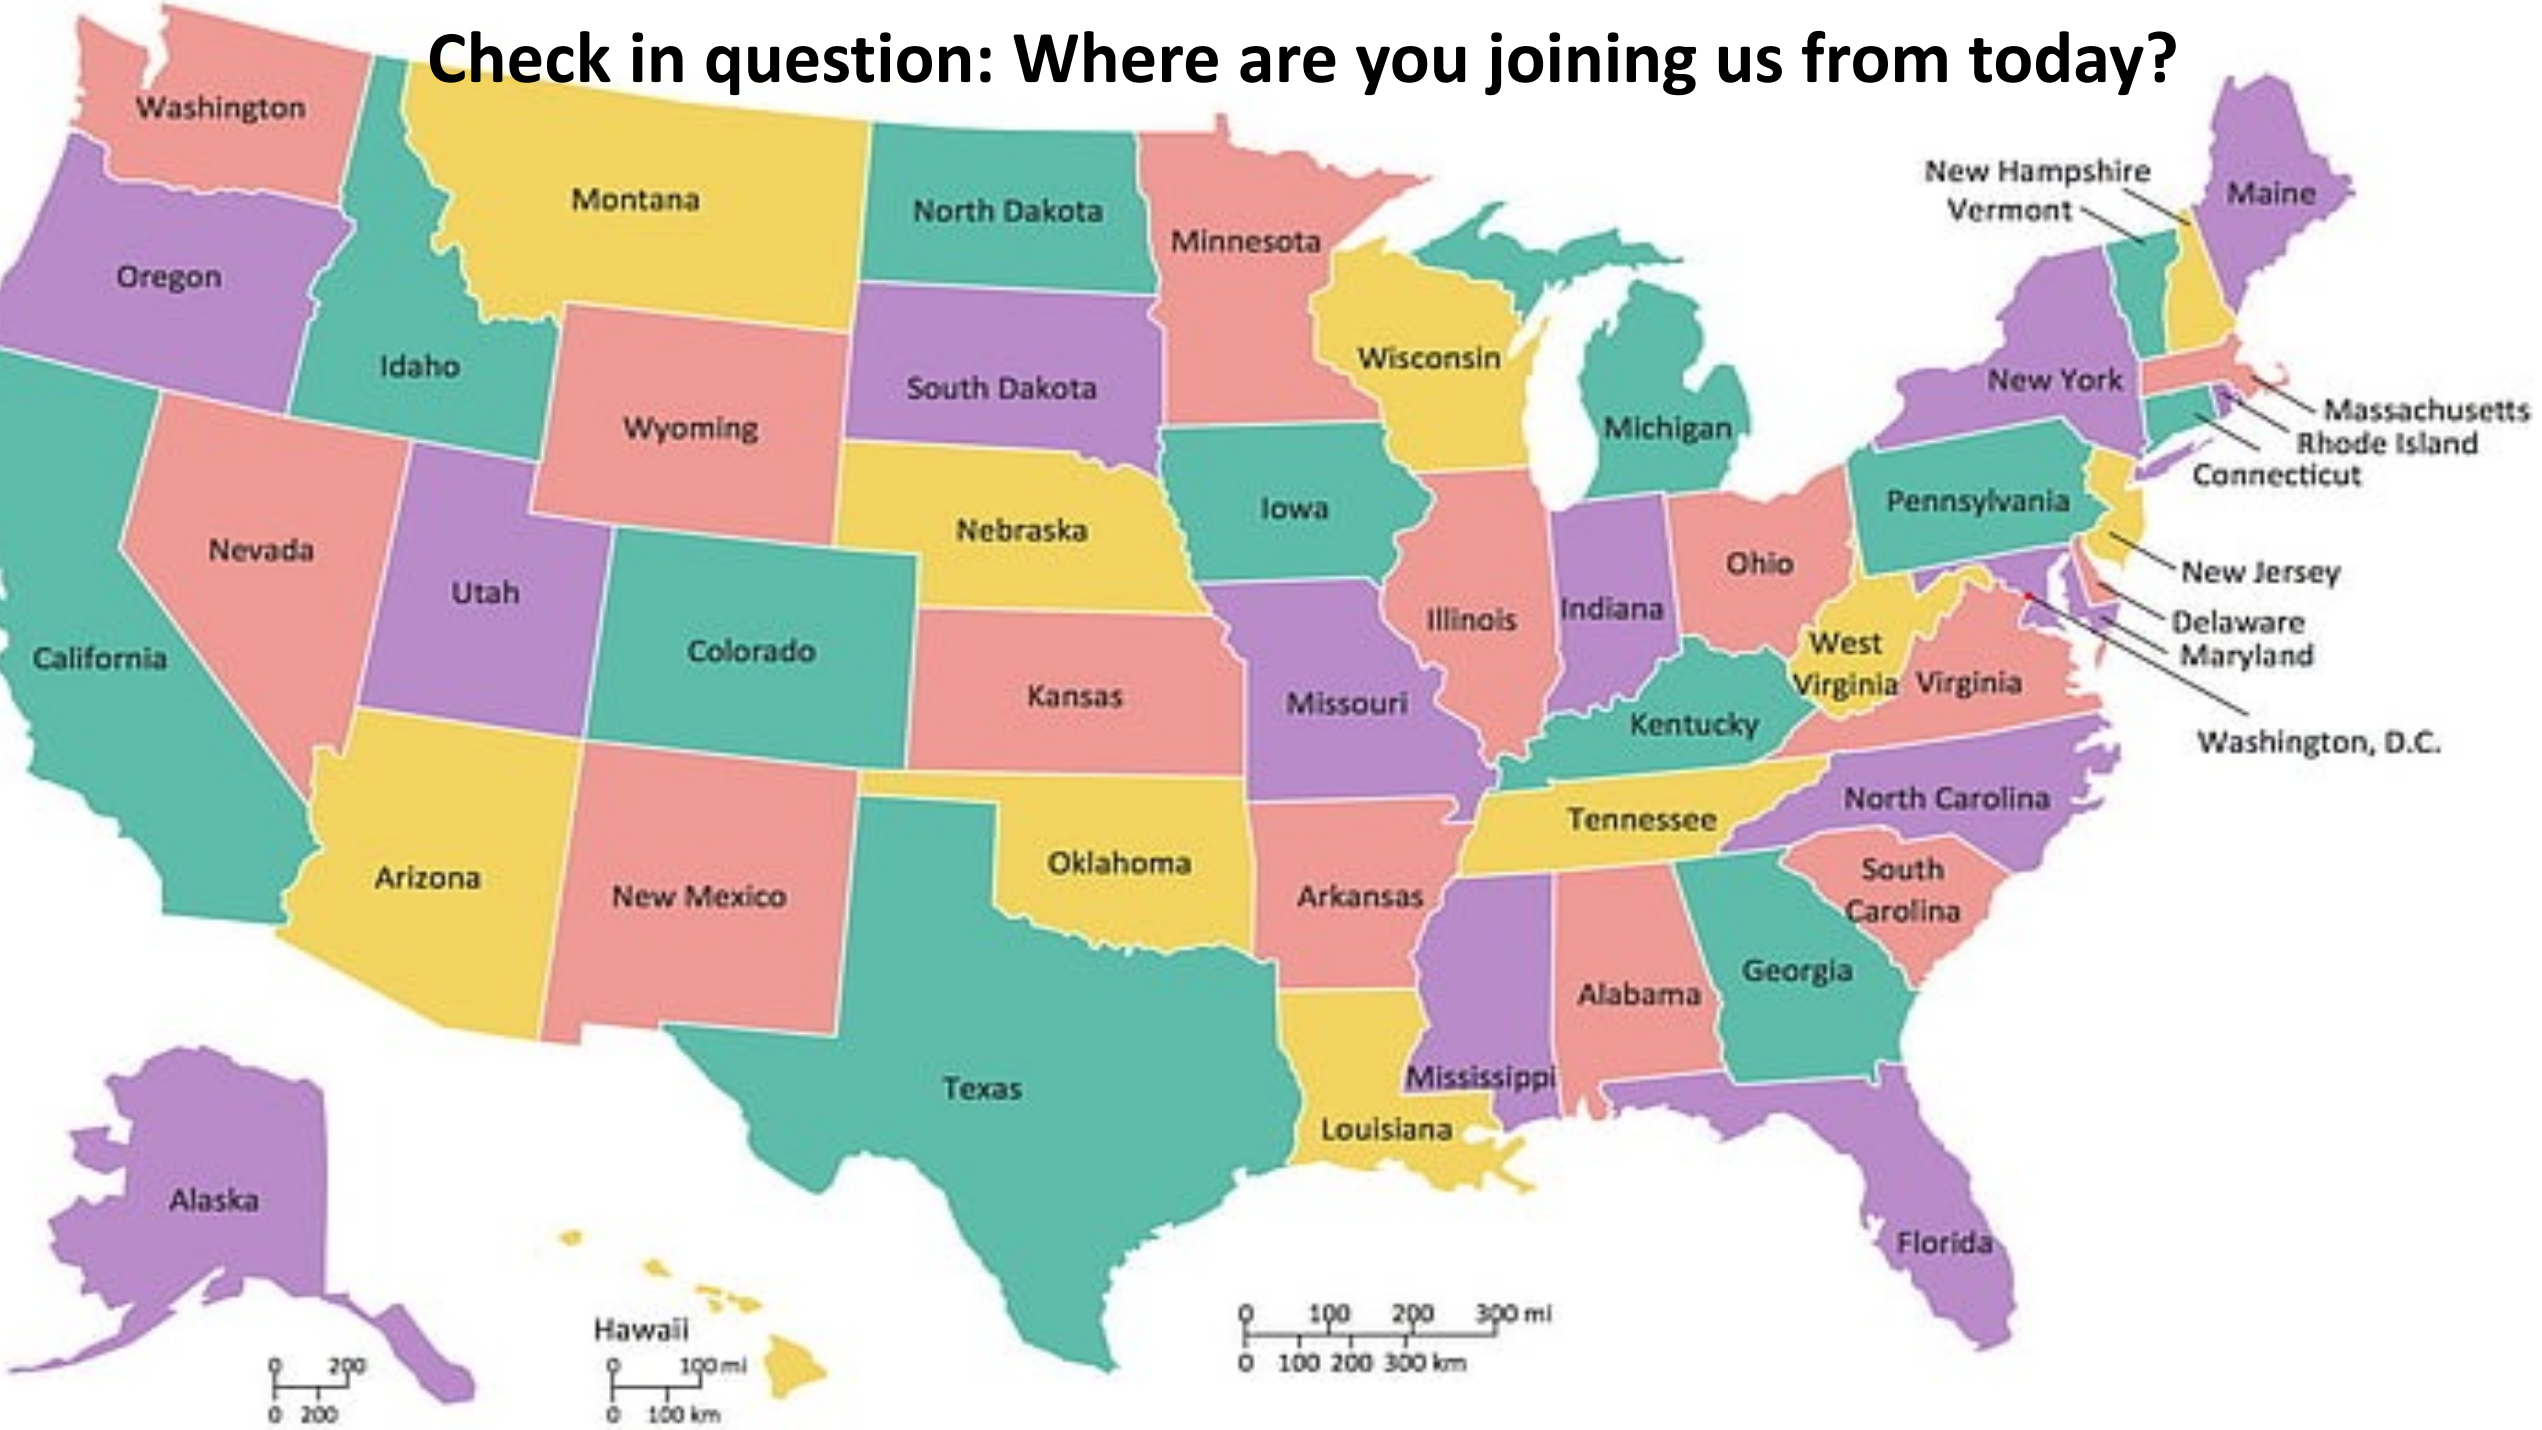 Check in question: Where are you joining us from today?
Washington
Montana
North Dakota
Minnesota
New Hampshire
Vermont
Maine
Oregon
Idaho
Wyoming
South Dakota
Wisconsin
Michigan
New York
Massachusetts
Rhode Island
Connecticut
Nevada
Utah
Colorado
Nebraska
Iowa
Illinois
Indiana
Ohio
Pennsylvania
New Jersey
Delaware
Maryland
Washington, D.C.
California
Kansas
Missouri
Kentucky
West
Virginia
Virginia
Arizona
New Mexico
Oklahoma
Arkansas
Tennessee
North Carolina
South
Carolina
Texas
Louisiana
Mississippi
Alabama
Georgia
Florida
Alaska
0 200
0 200
Hawaii
0 100 mi
0 100 km
0 100 200 300 mi
0 100 200 300 km